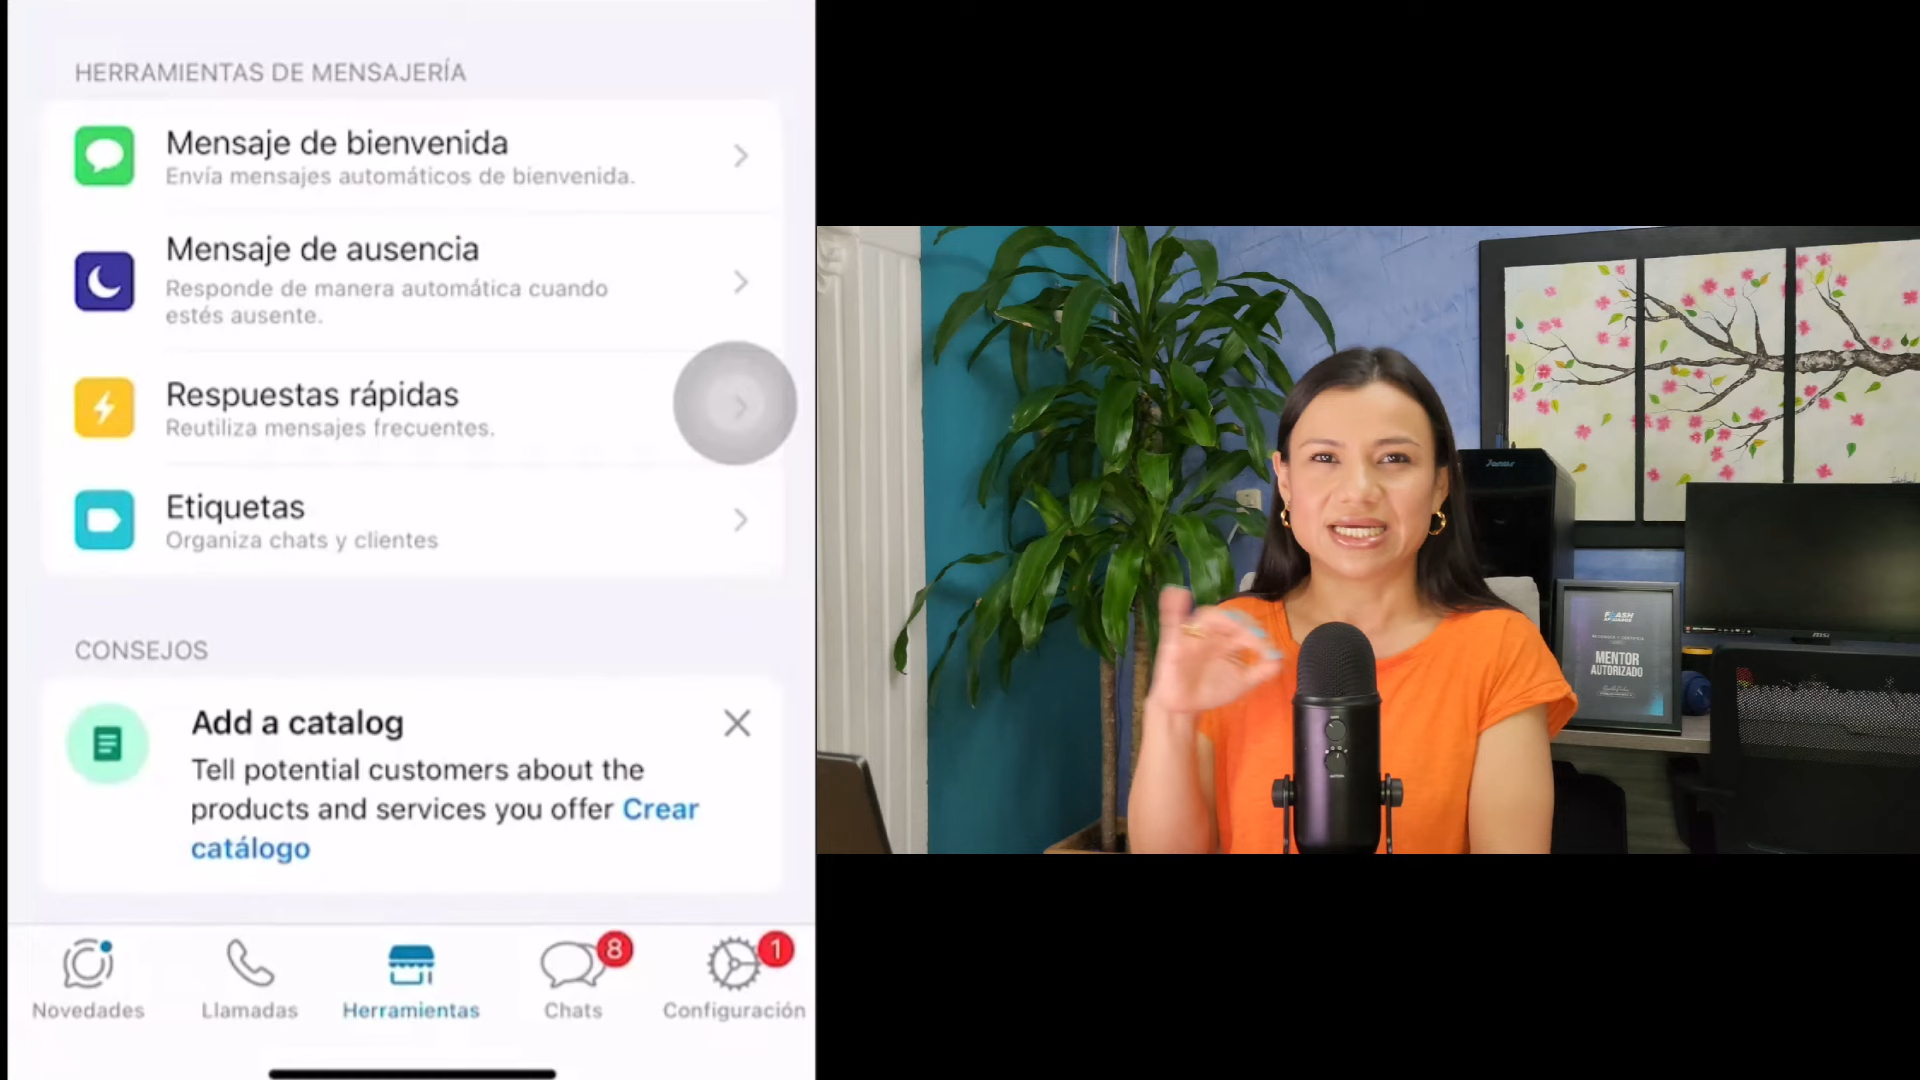 HERRAMIENTAS DE MENSAJERÍA
Mensaje de bienvenida
Envía mensajes automáticos de bienvenida.
Mensaje de ausencia
Responde de manera automática cuando
estés ausente.
Respuestas rápidas
Reutiliza mensajes frecuentes.
Etiquetas
Organiza chats y clientes
CONSEJOS
Add a catalog
Tell potential customers about the
products and services you offer Crear
catálogo
8
1
Novedades
Llamadas
Herramientas
Chats
Configuración
MENTOR
AUTORIZADO
msi